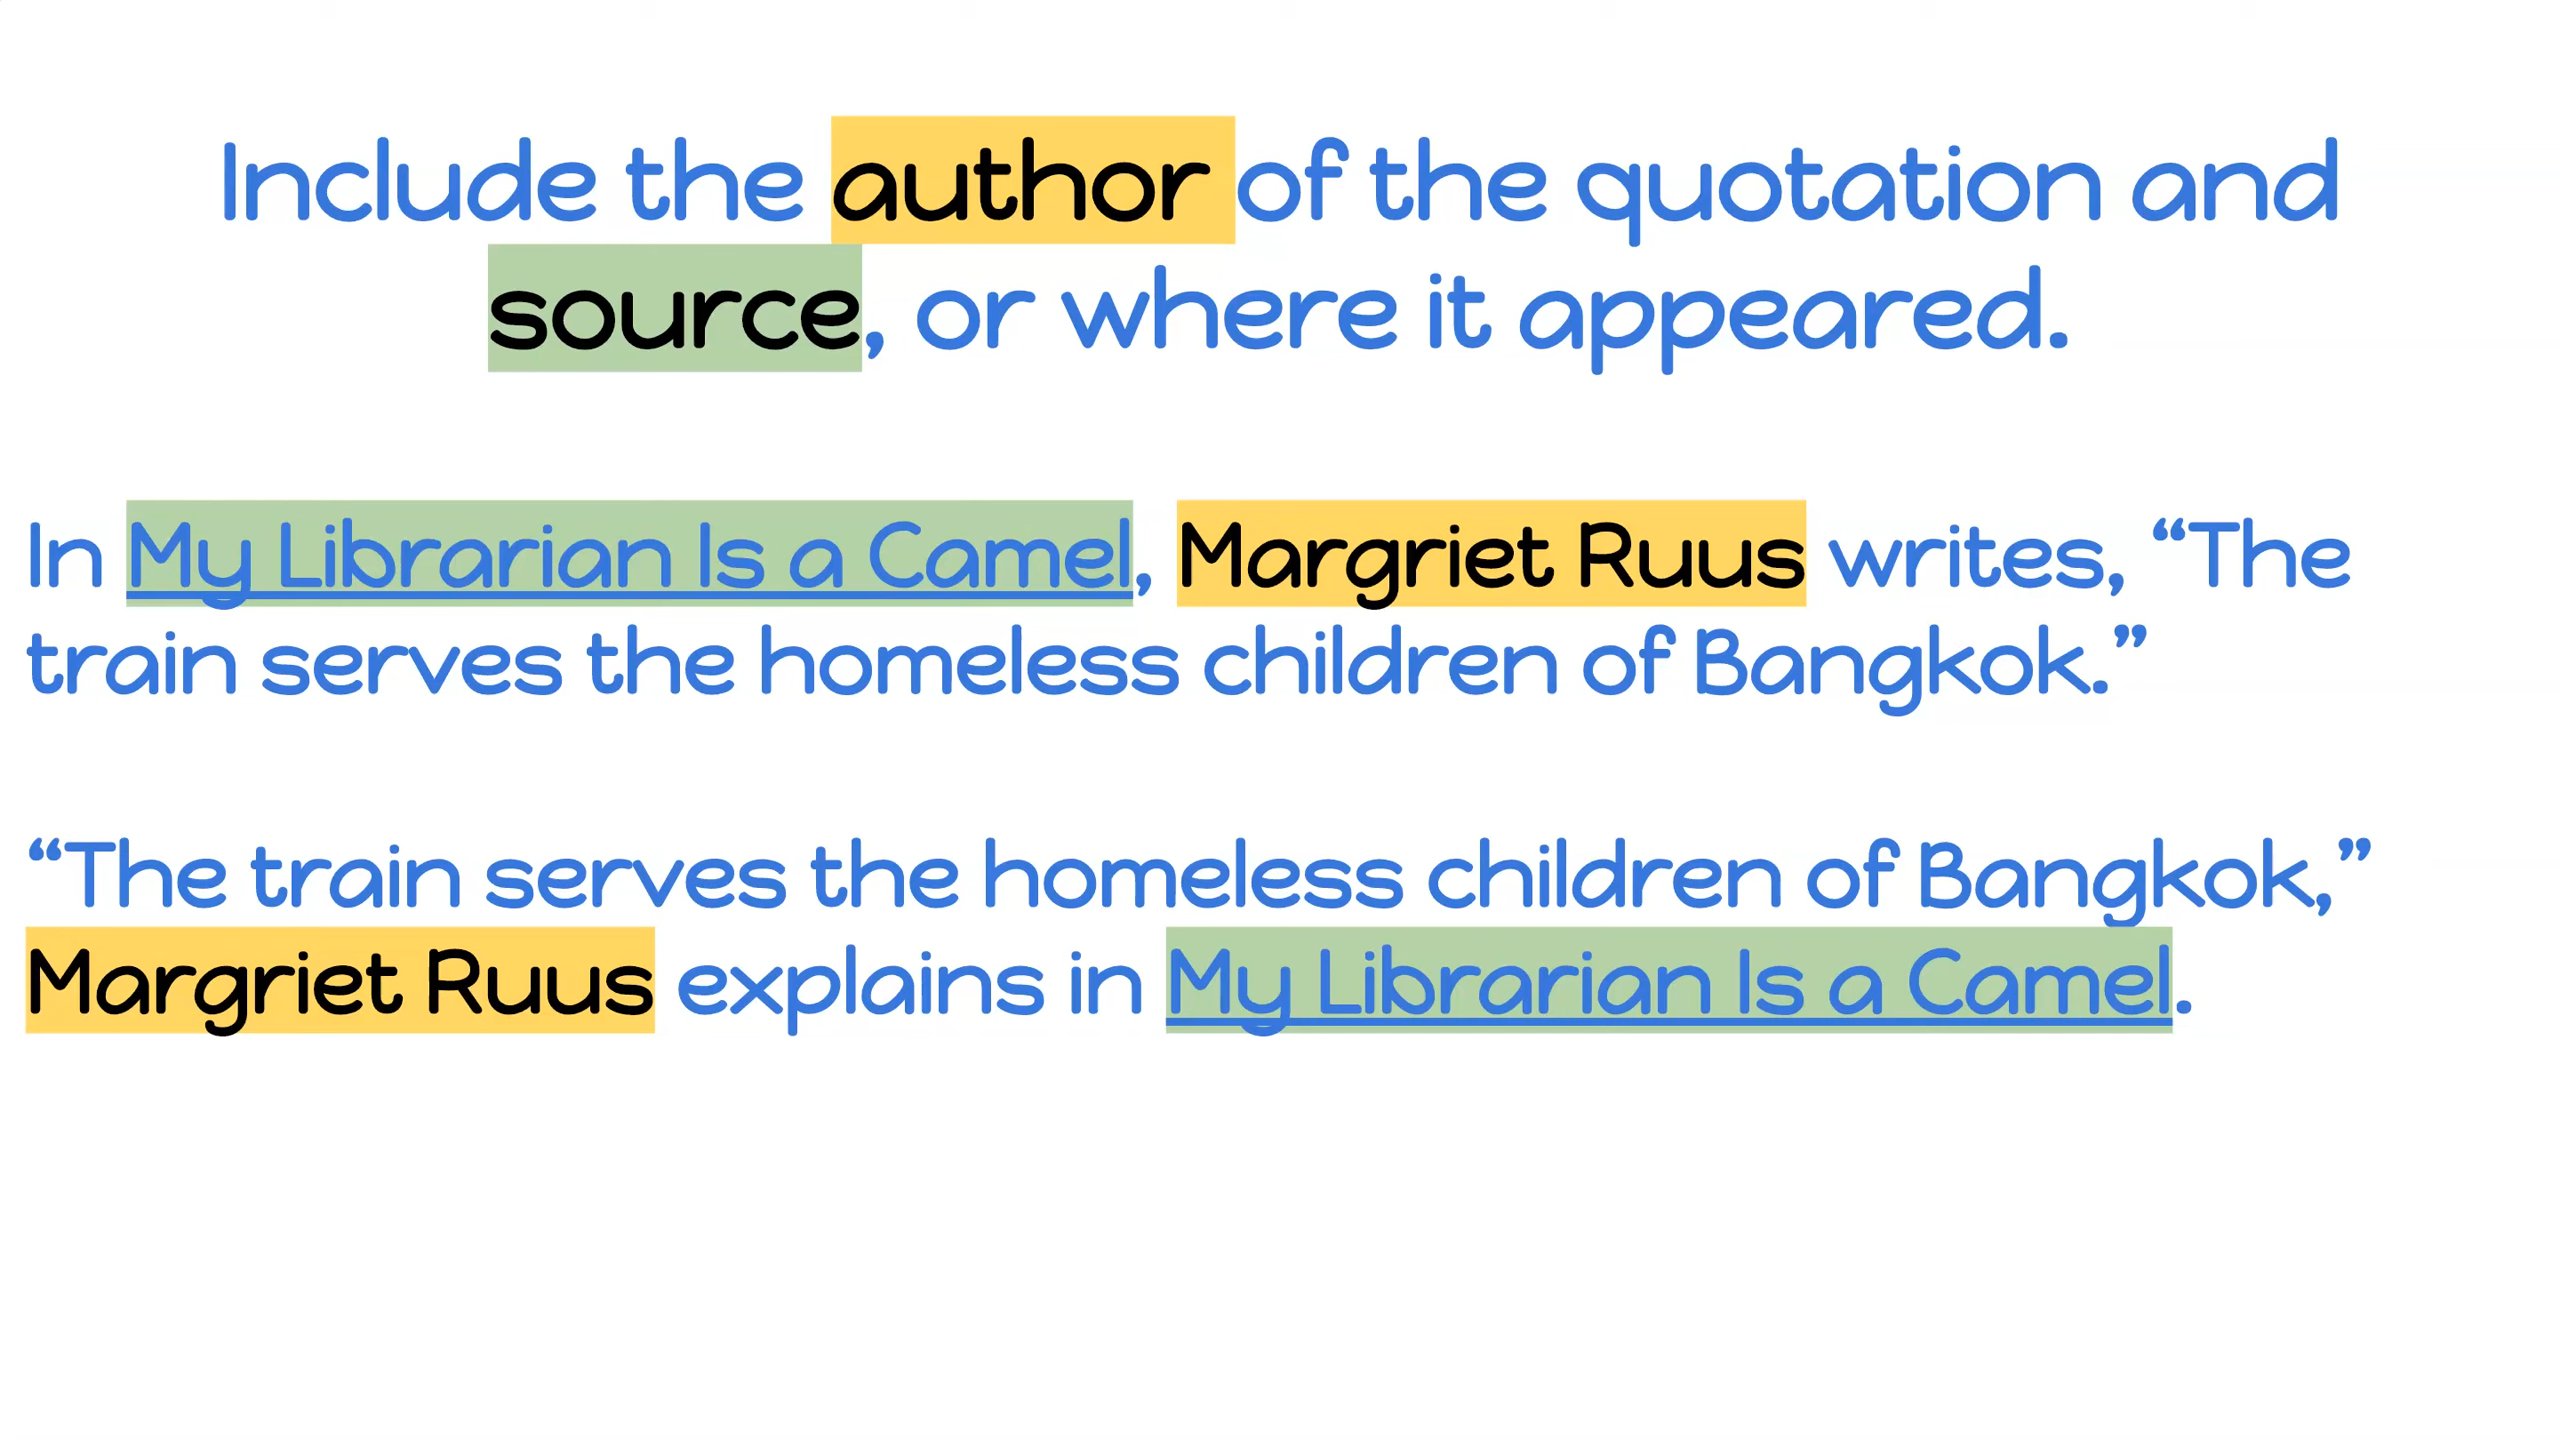 Include the author of the quotation and
source, or where it appeared.
In My Librarian Is a Camel, Margriet Ruus writes, “The
train serves the homeless children of Bangkok.”
“The train serves the homeless children of Bangkok,”
Margriet Ruus explains in My Librarian Is a Camel.